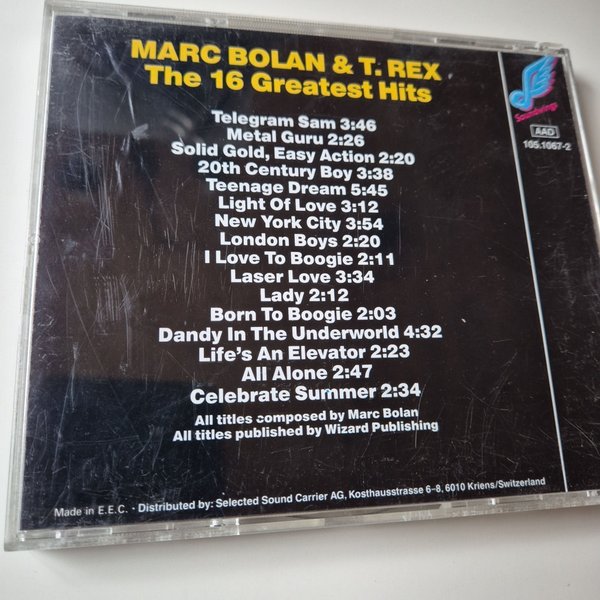 MARC BOLAN & T. REX
The 16 Greatest Hits
Soundwings
AAD
105.1067-2
Telegram Sam 3:46
Metal Guru 2:26
Solid Gold, Easy Action 2:20
20th Century Boy 3:38
Teenage Dream 5:45
Light Of Love 3:12
New York City 3:54
London Boys 2:20
I Love To Boogie 2:11
Laser Love 3:34
Lady 2:12
Born To Boogie 2:03
Dandy In The Underworld 4:32
Life's An Elevator 2:23
All Alone 2:47
Celebrate Summer 2:34
All titles composed by Marc Bolan
All titles published by Wizard Publishing
Made in E.E.C. · Distributed by: Selected Sound Carrier AG, Kosthausstrasse 6–8, 6010 Kriens/Switzerland